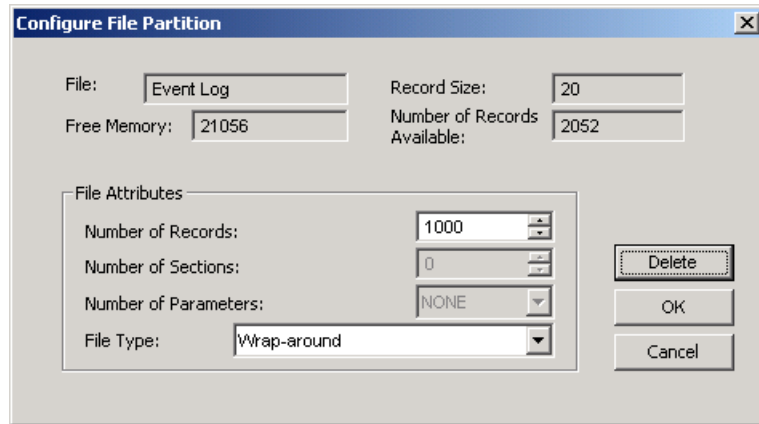 Configure File Partition
File: Event Log
Record Size: 20
Free Memory: 21056
Number of Records
Available: 2052
File Attributes
Number of Records: 1000
Number of Sections: 0
Number of Parameters: NONE
File Type: Wrap-around
Delete
OK
Cancel